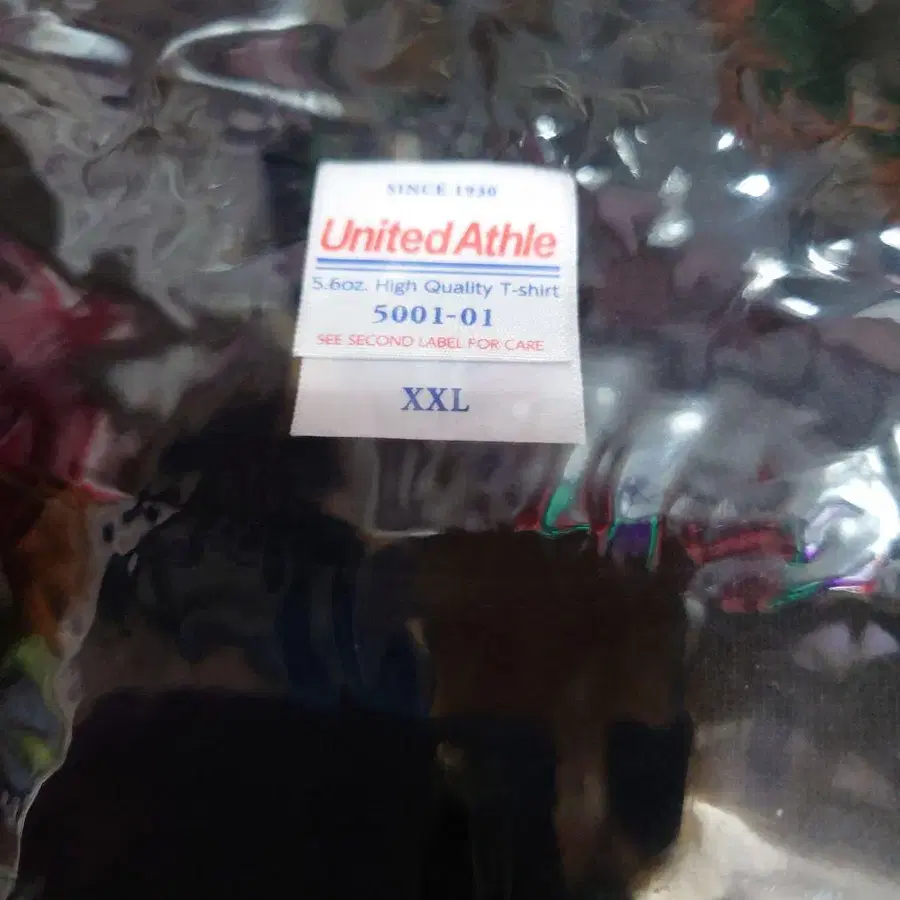 SINCE 1930
United Athle
5.6oz. High Quality T-shirt
5001-01
SEE SECOND LABEL FOR CARE
XXL